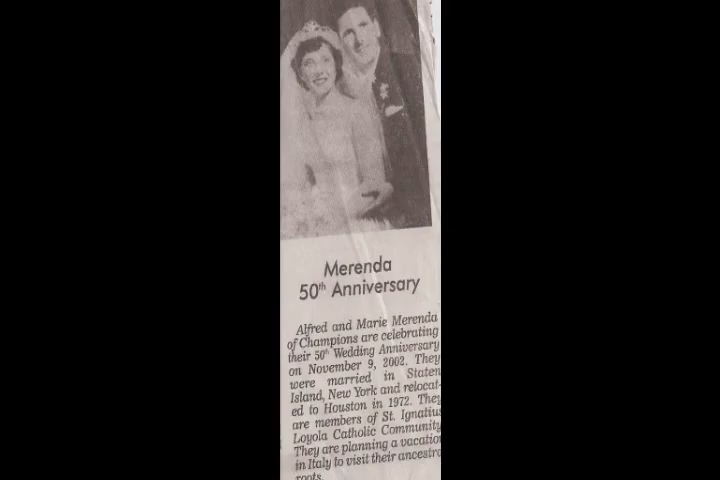 Merenda
50th Anniversary
Alfred and Marie Merenda
of Champions are celebrating
their 50th Wedding Anniversary
on November 9, 2002. They
were married in Staten
Island, New York and relocat-
ed to Houston in 1972. They
are members of St. Ignatius
Loyola Catholic Community.
They are planning a vacatio
in Italy to visit their ancestra
roots.